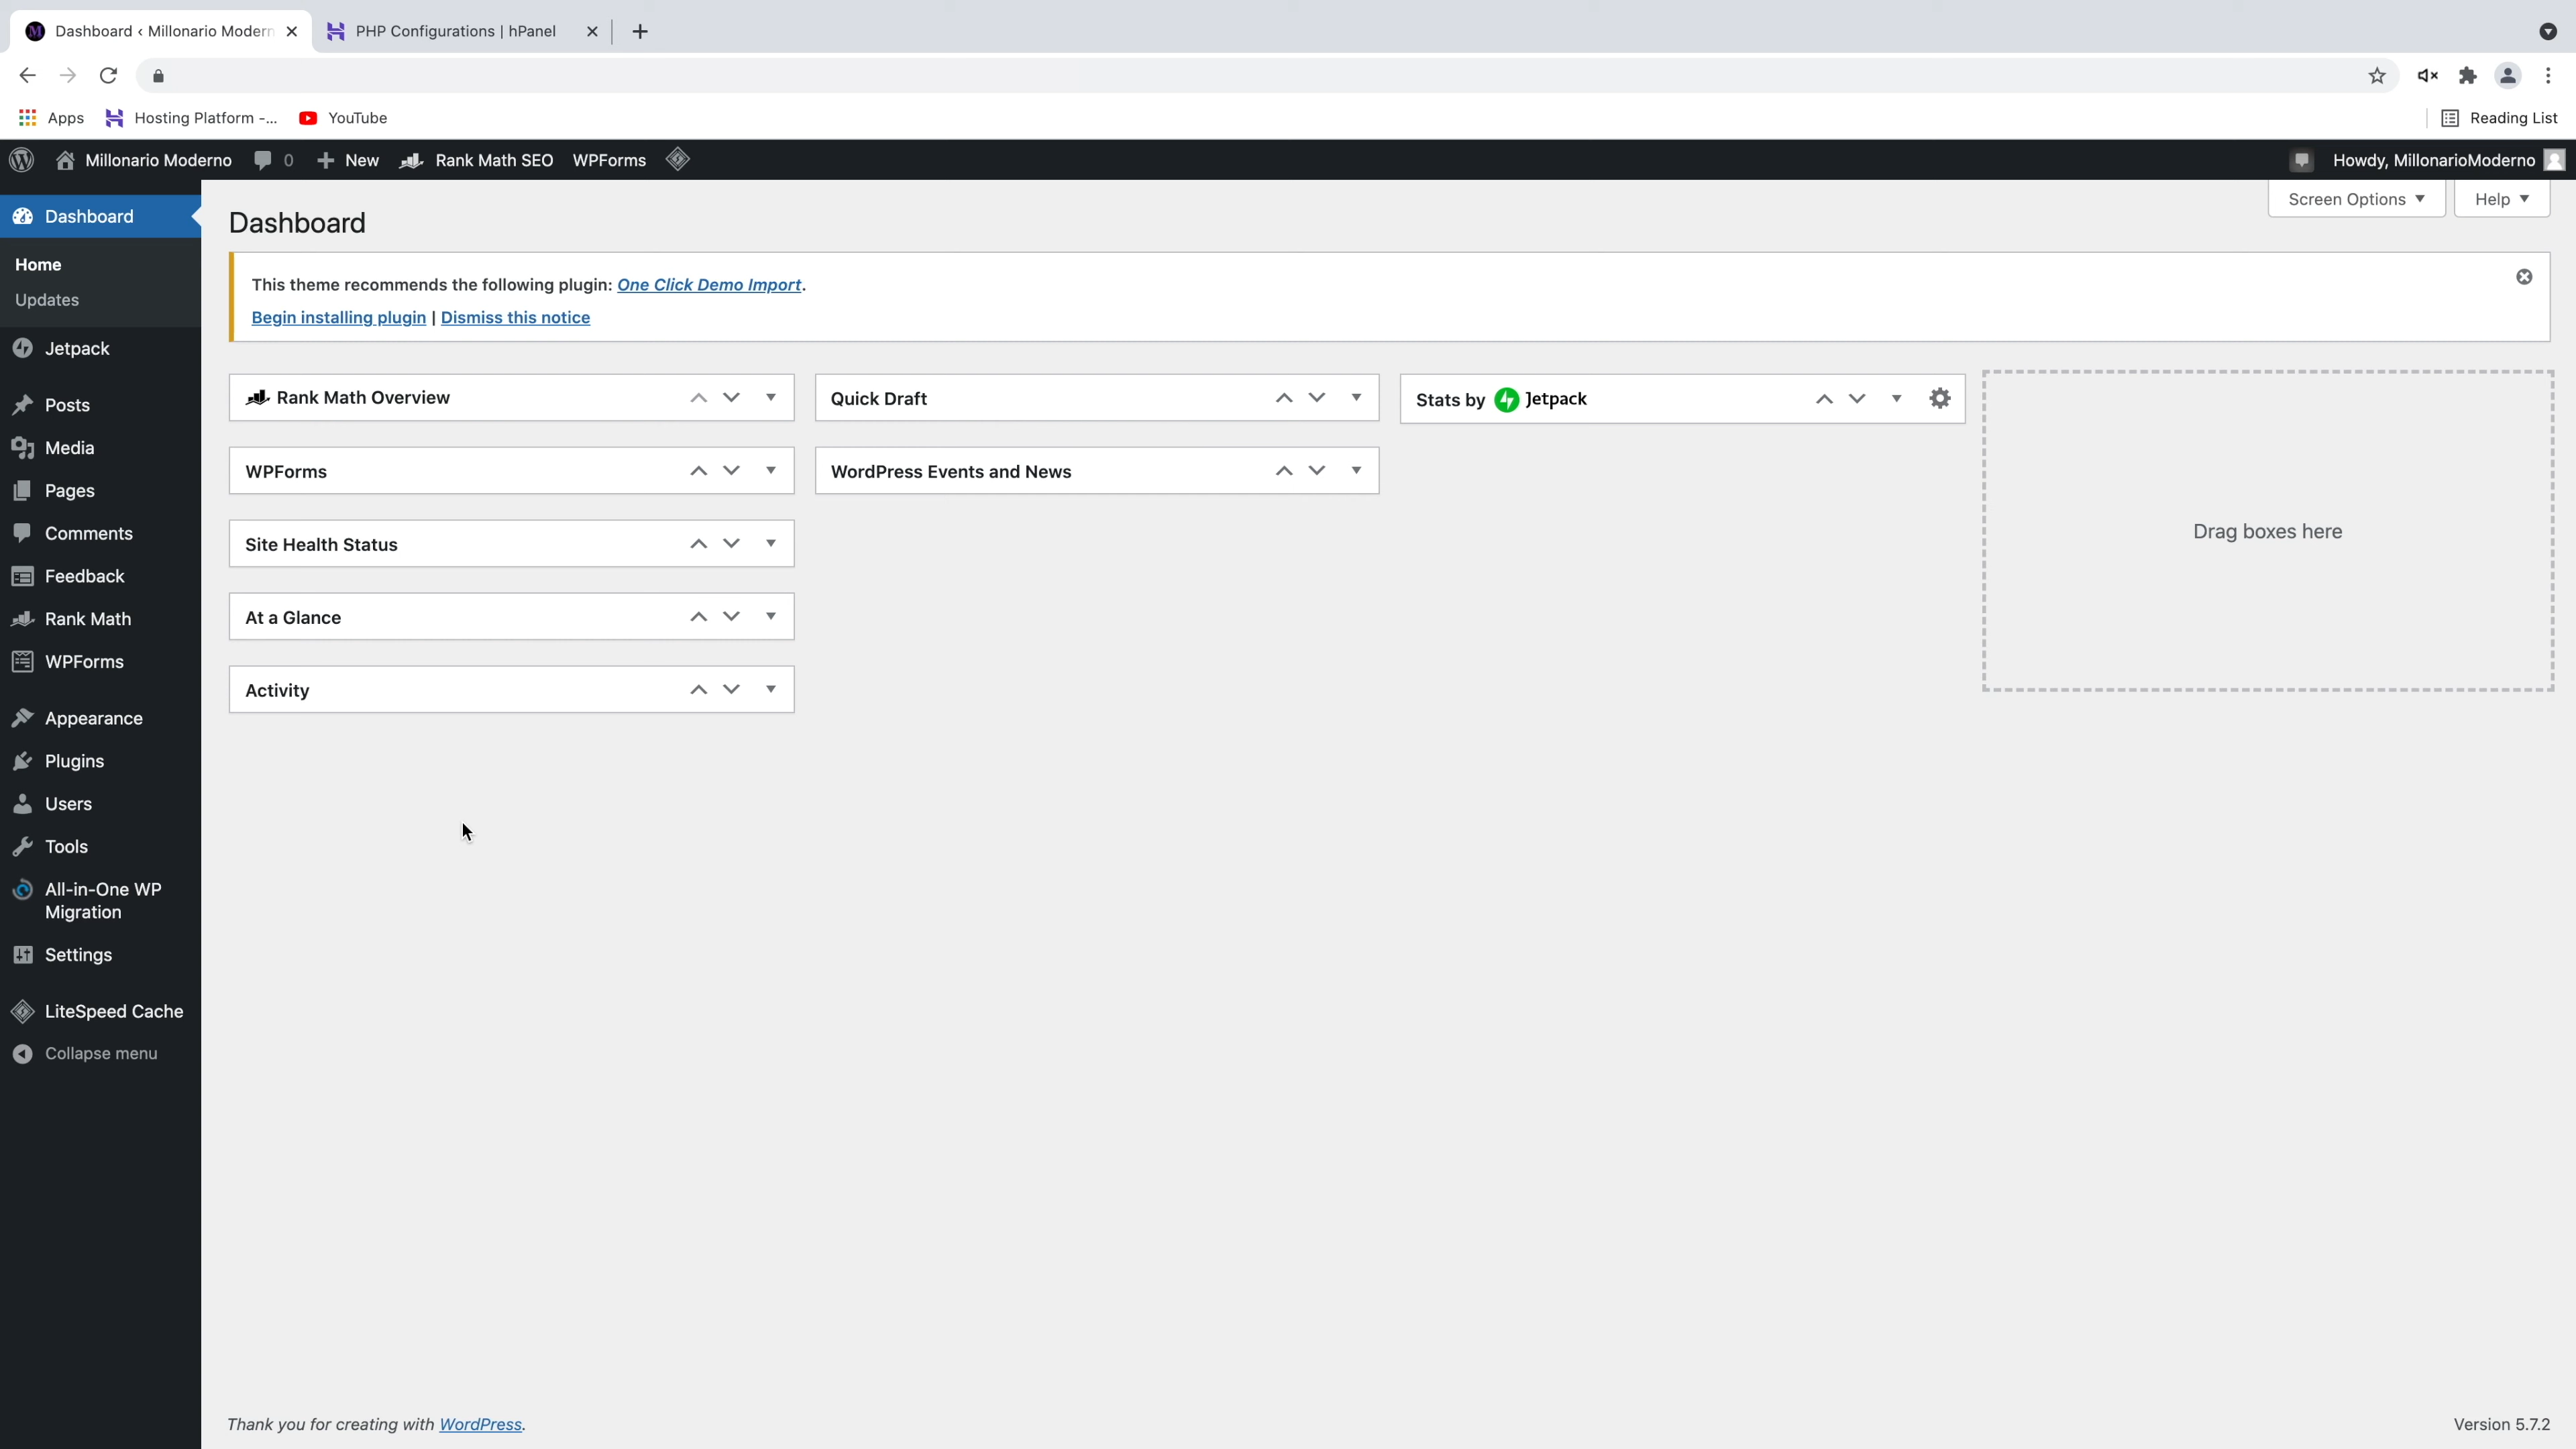 Dashboard ‹ Millonario Modern
PHP Configurations | hPanel
Apps
Hosting Platform -...
YouTube
Reading List
Millonario Moderno
0
New
Rank Math SEO
WPForms
Howdy, MillonarioModerno
Dashboard
Home
Updates
Jetpack
Posts
Media
Pages
Comments
Feedback
Rank Math
WPForms
Appearance
Plugins
Users
Tools
All-in-One WP
Migration
Settings
LiteSpeed Cache
Collapse menu
Screen Options
Help
Dashboard
This theme recommends the following plugin: One Click Demo Import.
Begin installing plugin | Dismiss this notice
Rank Math Overview
WPForms
Site Health Status
At a Glance
Activity
Quick Draft
WordPress Events and News
Stats by Jetpack
Drag boxes here
Thank you for creating with WordPress.
Version 5.7.2